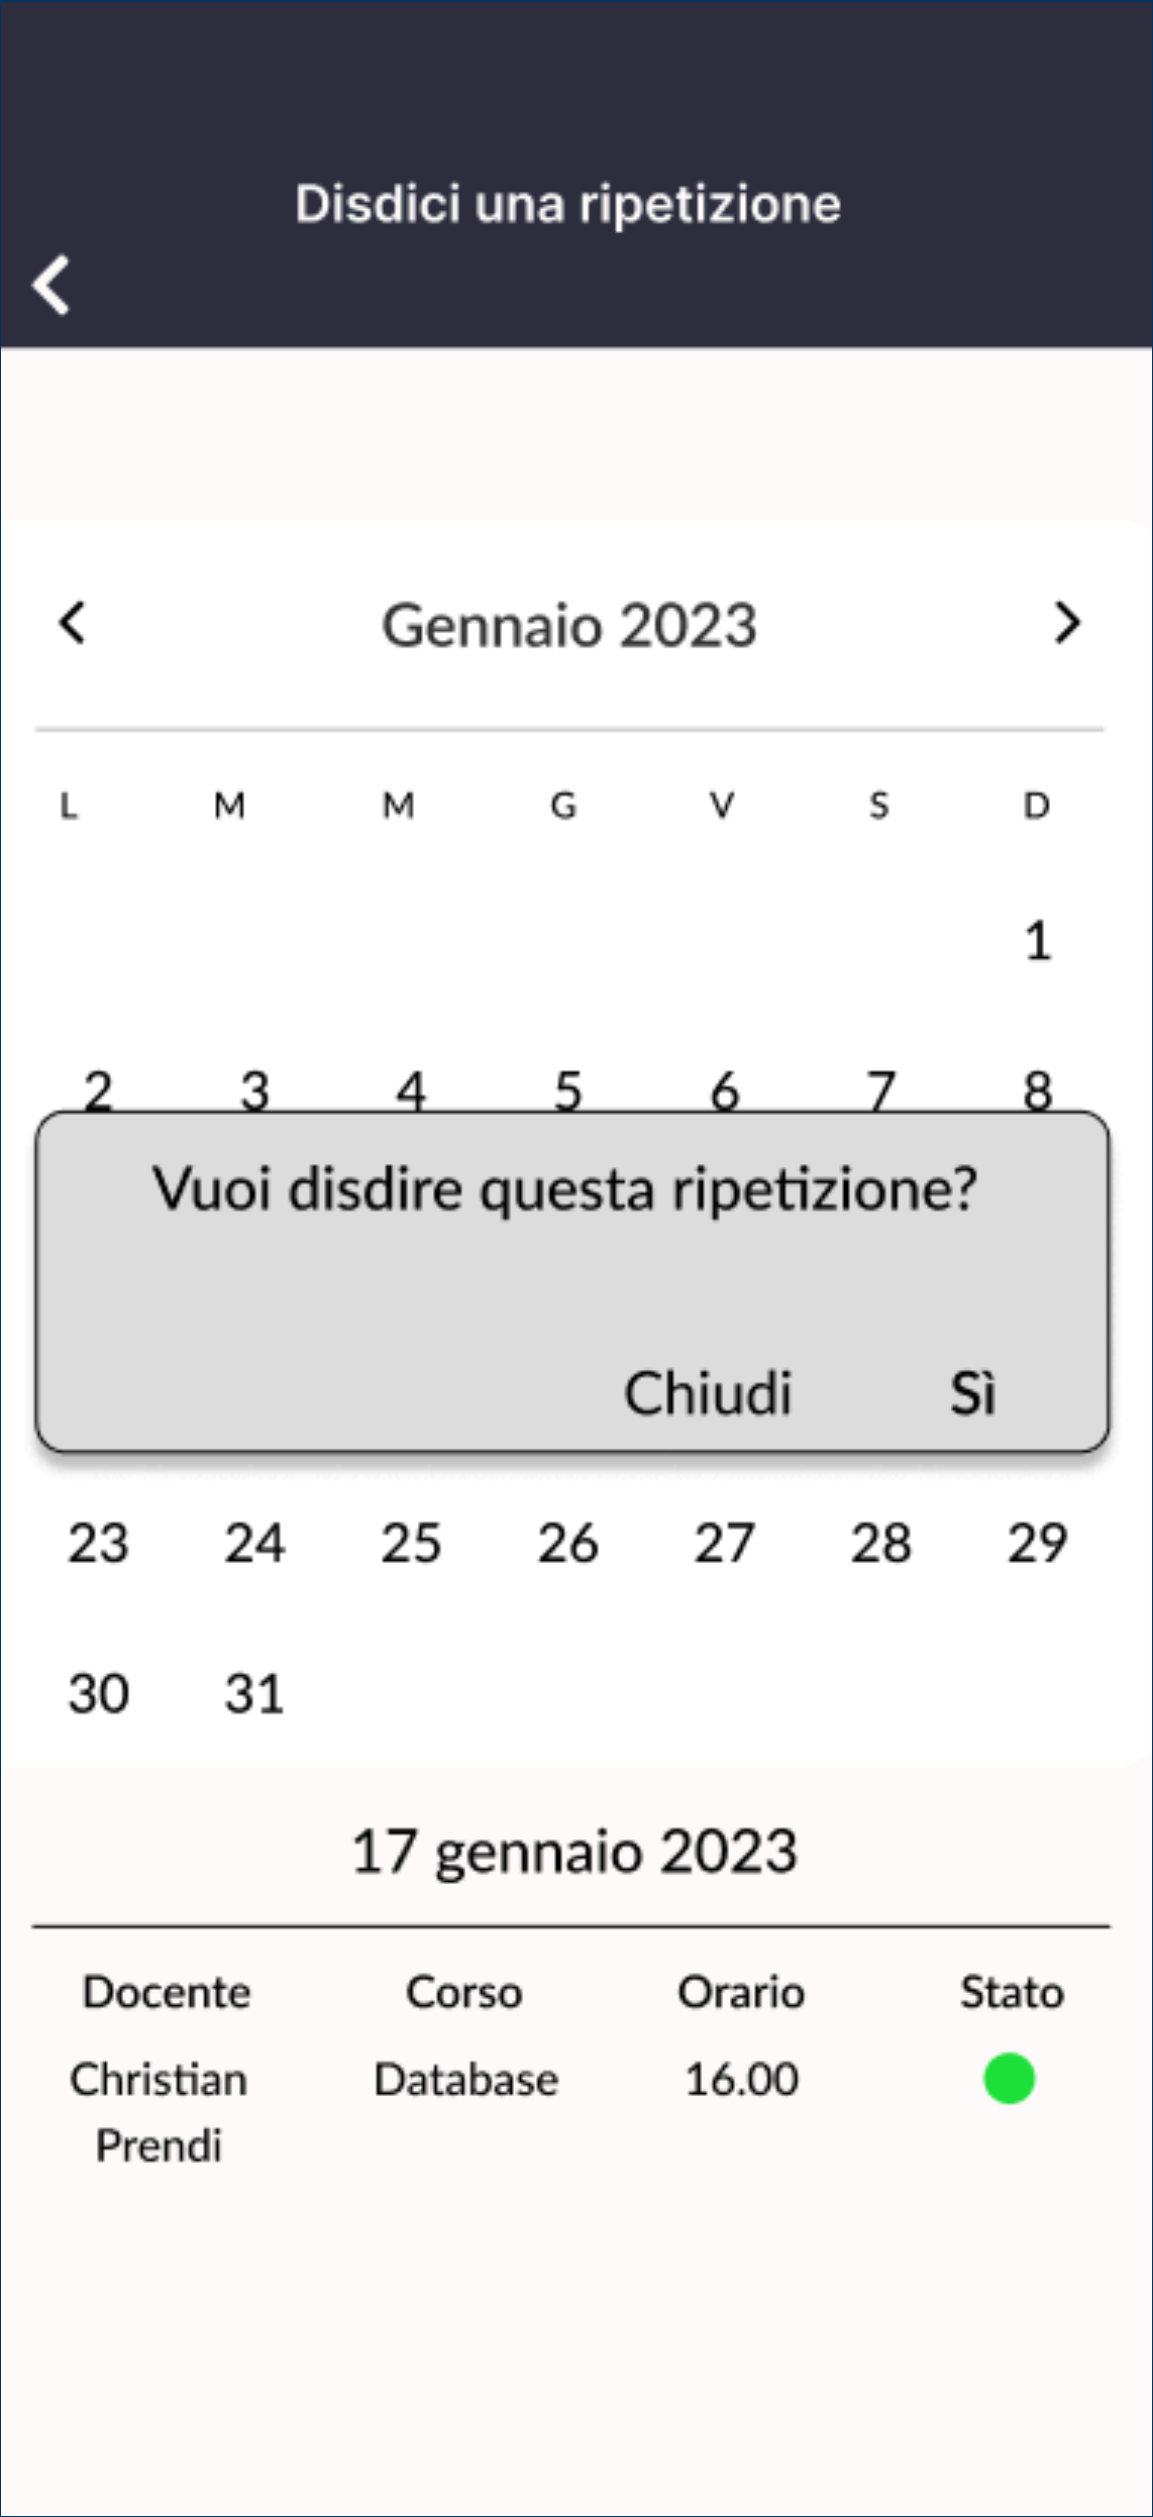 Disdici una ripetizione
Gennaio 2023
L M M G V S D
1
2 3 4 5 6 7 8
Vuoi disdire questa ripetizione?
Chiudi Sì
23 24 25 26 27 28 29
30 31
17 gennaio 2023
Docente Corso Orario Stato
Christian Database 16.00
Prendi